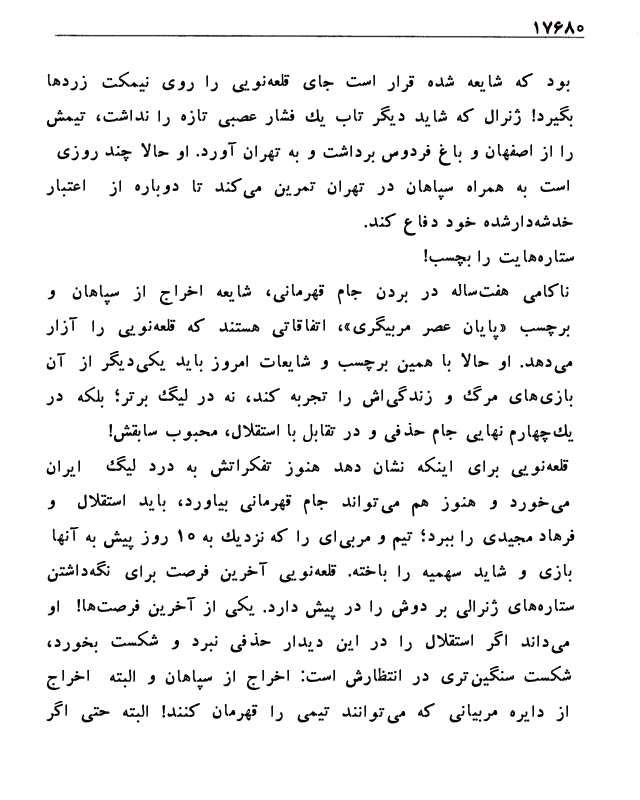 ۱۷۶۸۰
بود که شایعه شده قرار است جای قلعه‌نویی را روی نیمکت زردها
بگیرد! ژنرال که شاید دیگر تاب یك فشار عصبی تازه را نداشت، تیمش
را از اصفهان و باغ فردوس برداشت و به تهران آورد. او حالا چند روزی
است به همراه سپاهان در تهران تمرین می‌کند تا دوباره از اعتبار
خدشه‌دارشده خود دفاع کند.
ستاره‌هایت را بچسب!
ناکامی هفت‌ساله در بردن جام قهرمانی، شایعه اخراج از سپاهان و
برچسب «پایان عصر مربیگری»، اتفاقاتی هستند که قلعه‌نویی را آزار
می‌دهد. او حالا با همین برچسب و شایعات امروز باید یکی‌دیگر از آن
بازی‌های مرگ و زندگی‌اش را تجربه کند، نه در لیگ برتر؛ بلکه در
یك‌چهارم نهایی جام حذفی و در تقابل با استقلال، محبوب سابقش!
قلعه‌نویی برای اینکه نشان دهد هنوز تفکراتش به درد لیگ ایران
می‌خورد و هنوز هم می‌تواند جام قهرمانی بیاورد، باید استقلال و
فرهاد مجیدی را ببرد؛ تیم و مربی‌ای را که نزدیك به ۱۰ روز پیش به آنها
بازی و شاید سهمیه را باخته. قلعه‌نویی آخرین فرصت برای نگه‌داشتن
ستاره‌های ژنرالی بر دوش را در پیش دارد. یکی از آخرین فرصت‌ها! او
می‌داند اگر استقلال را در این دیدار حذفی نبرد و شکست بخورد،
شکست سنگین‌تری در انتظارش است: اخراج از سپاهان و البته اخراج
از دایره مربیانی که می‌توانند تیمی را قهرمان کنند! البته حتی اگر